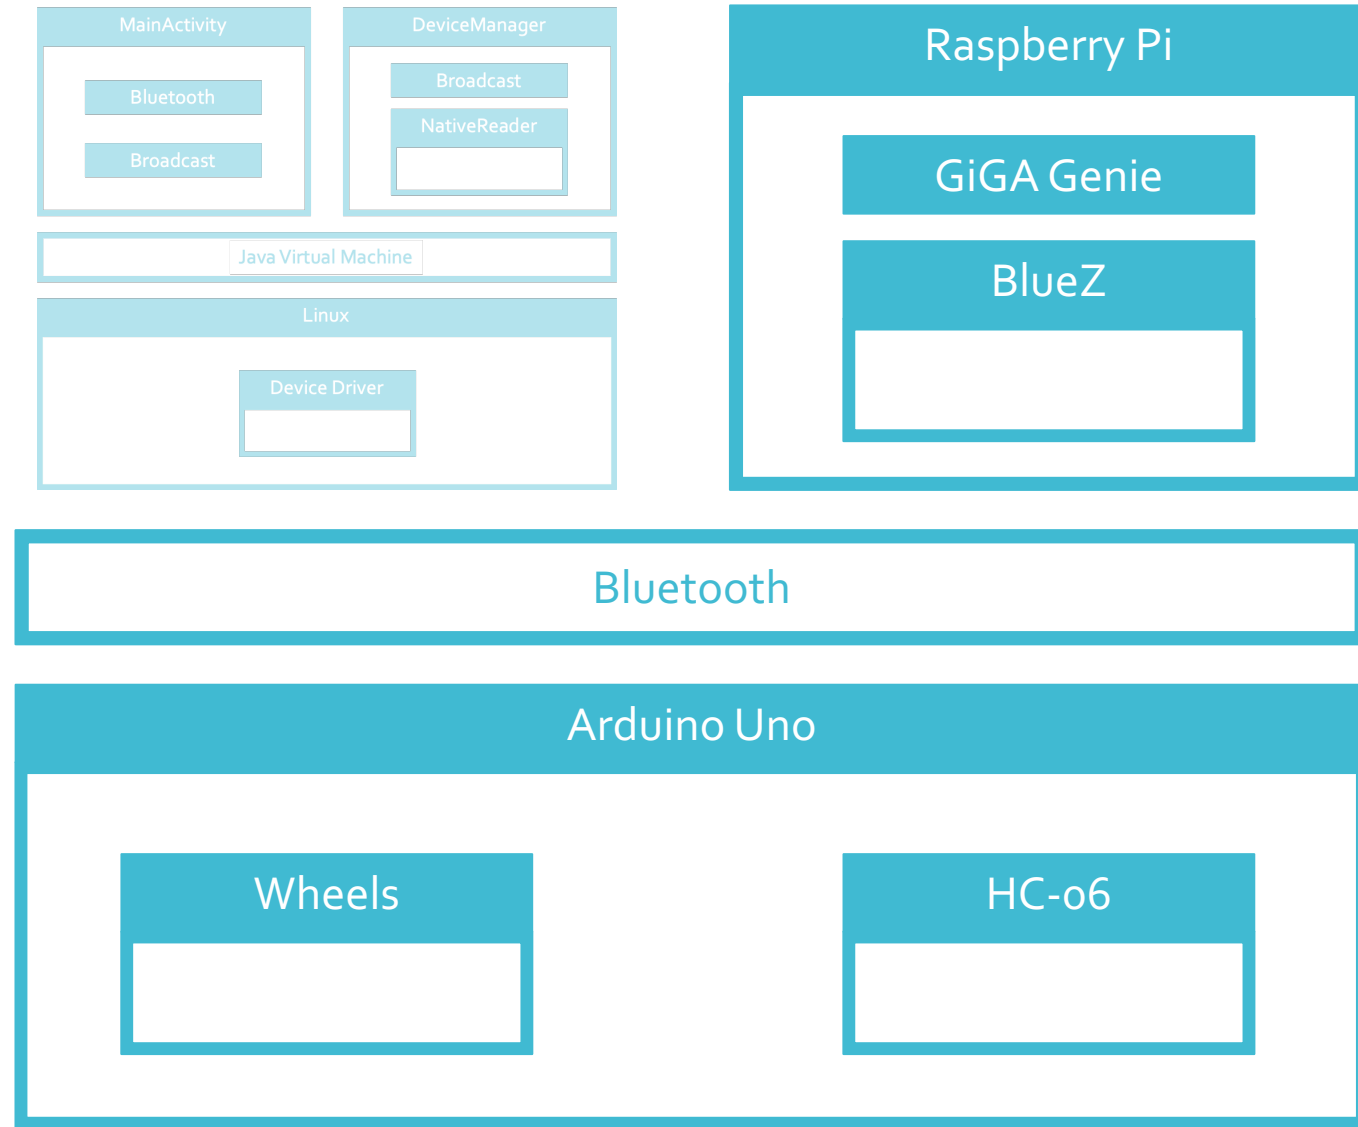 MainActivity
Bluetooth
Broadcast
DeviceManager
Broadcast
NativeReader
Java Virtual Machine
Linux
Device Driver
Raspberry Pi
GiGA Genie
BlueZ
Bluetooth
Arduino Uno
Wheels
HC-06